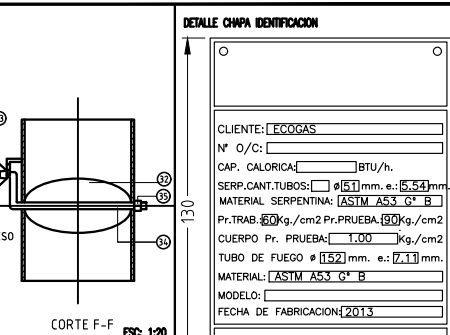 DETALLE CHAPA IDENTIFICACION
130
CLIENTE: ECOGAS
Nº O/C:
CAP. CALORICA: BTU/h.
SERP.CANT.TUBOS: ø 51 mm. e.: 5.54 mm.
MATERIAL SERPENTINA: ASTM A53 Gº B
Pr.TRAB.: 60 Kg./cm2 Pr.PRUEBA.: 90 Kg./cm2
CUERPO Pr. PRUEBA: 1.00 Kg./cm2
TUBO DE FUEGO ø 152 mm. e.: 7.11 mm.
MATERIAL: ASTM A53 Gº B
MODELO:
FECHA DE FABRICACION: 2013
32
35
34
CORTE F-F
ESC: 1:20